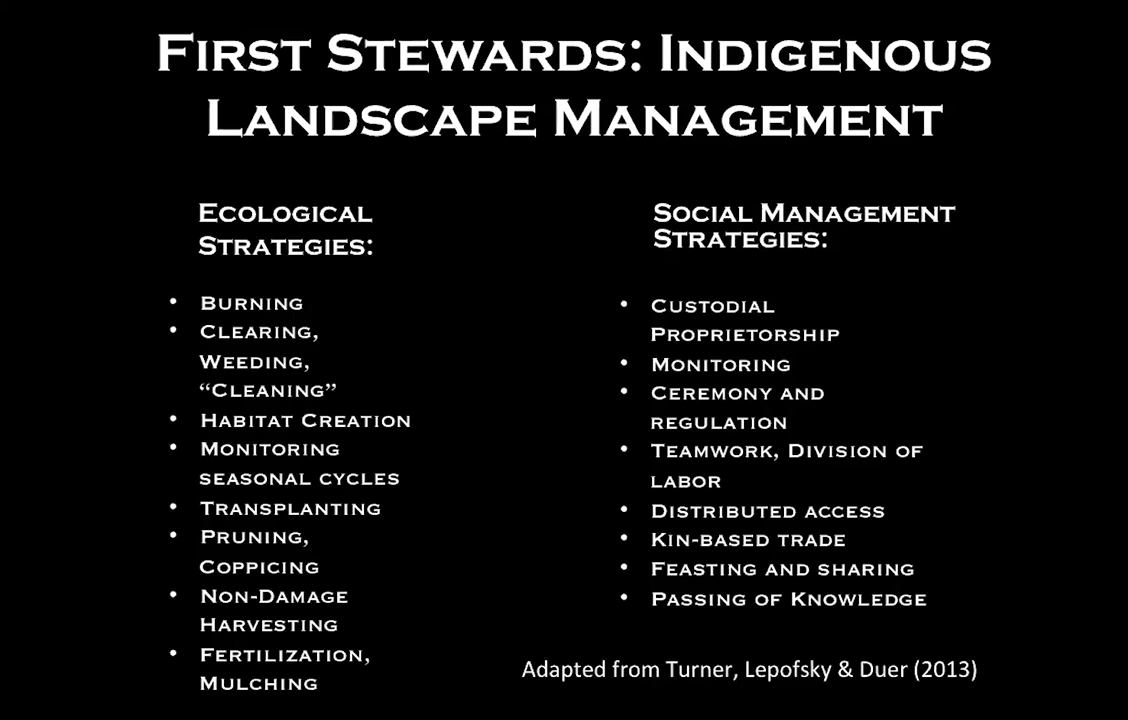 First Stewards: Indigenous
Landscape Management
Ecological
Strategies:
• Burning
• Clearing,
Weeding,
“Cleaning”
• Habitat Creation
• Monitoring
seasonal cycles
• Transplanting
• Pruning,
Coppicing
• Non-Damage
Harvesting
• Fertilization,
Mulching
Social Management
Strategies:
• Custodial
Proprietorship
• Monitoring
• Ceremony and
regulation
• Teamwork, Division of
labor
• Distributed access
• Kin-based trade
• Feasting and sharing
• Passing of Knowledge
Adapted from Turner, Lepofsky & Duer (2013)